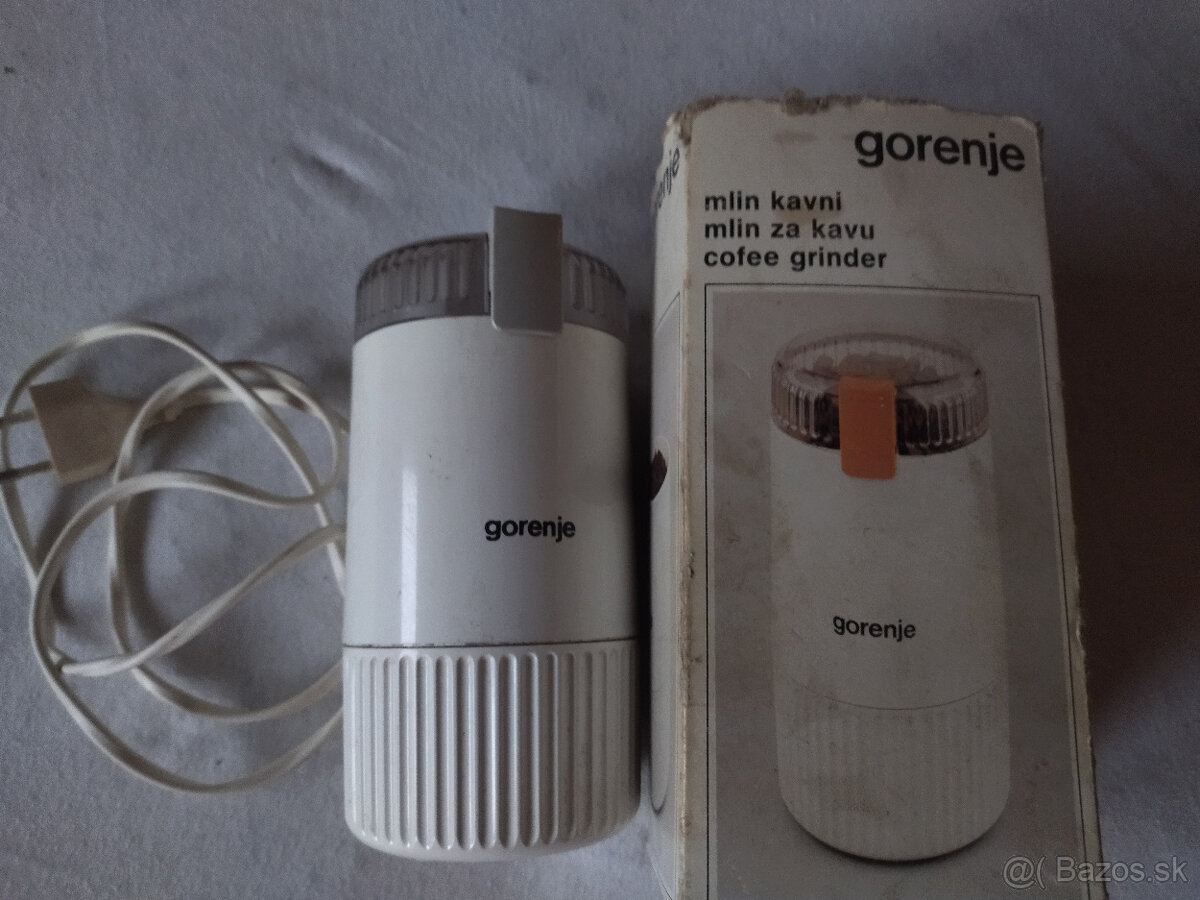 gorenje
mlin kavni
mlin za kavu
cofee grinder
gorenje
gorenje
@( Bazos.sk